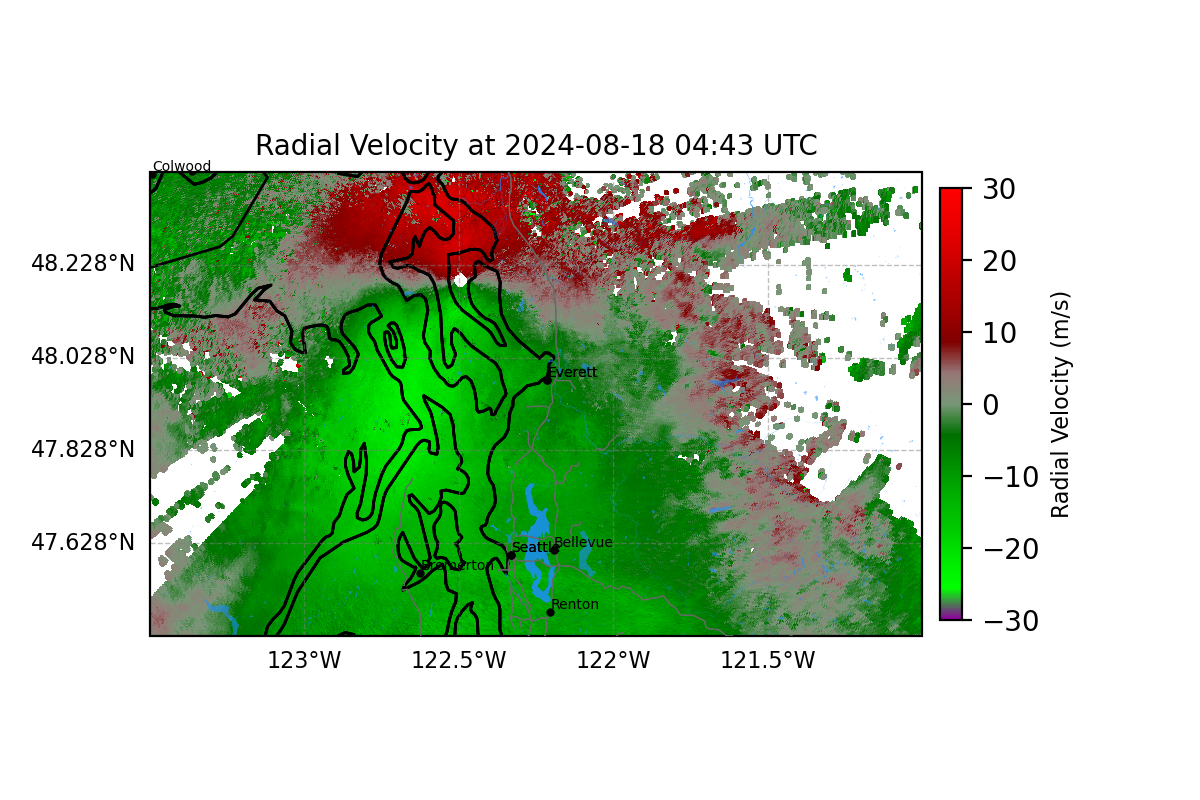 Radial Velocity at 2024-08-18 04:43 UTC
Colwood
30
20
10
0
−10
−20
−30
Radial Velocity (m/s)
48.228°N
48.028°N
47.828°N
47.628°N
Everett
Seattle
Bellevue
Bremerton
Renton
123°W
122.5°W
122°W
121.5°W